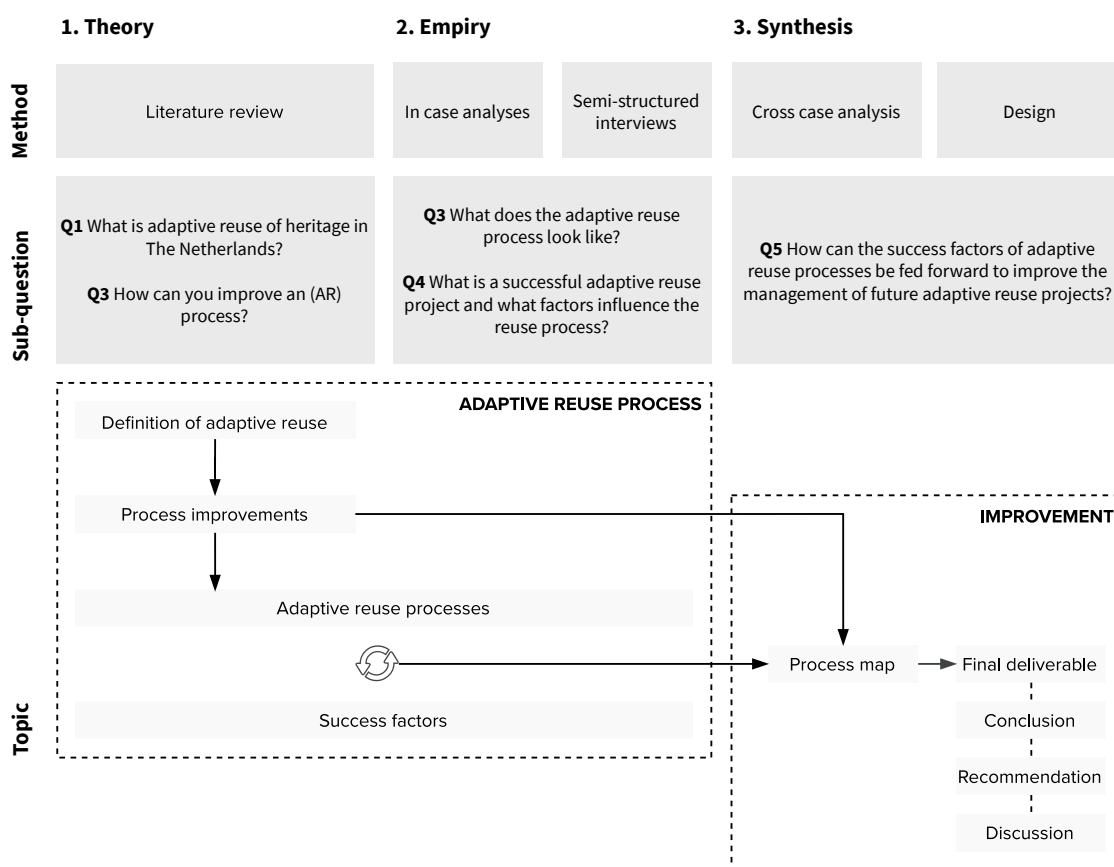 1. Theory
2. Empiry
3. Synthesis
Method
Literature review
In case analyses
Semi-structured
interviews
Cross case analysis
Design
Sub-question
Q1 What is adaptive reuse of heritage in
The Netherlands?
Q3 How can you improve an (AR)
process?
Q3 What does the adaptive reuse
process look like?
Q4 What is a successful adaptive reuse
project and what factors influence the
reuse process?
Q5 How can the success factors of adaptive
reuse processes be fed forward to improve the
management of future adaptive reuse projects?
Topic
ADAPTIVE REUSE PROCESS
Definition of adaptive reuse
Process improvements
Adaptive reuse processes
Success factors
IMPROVEMENT
Process map
Final deliverable
Conclusion
Recommendation
Discussion